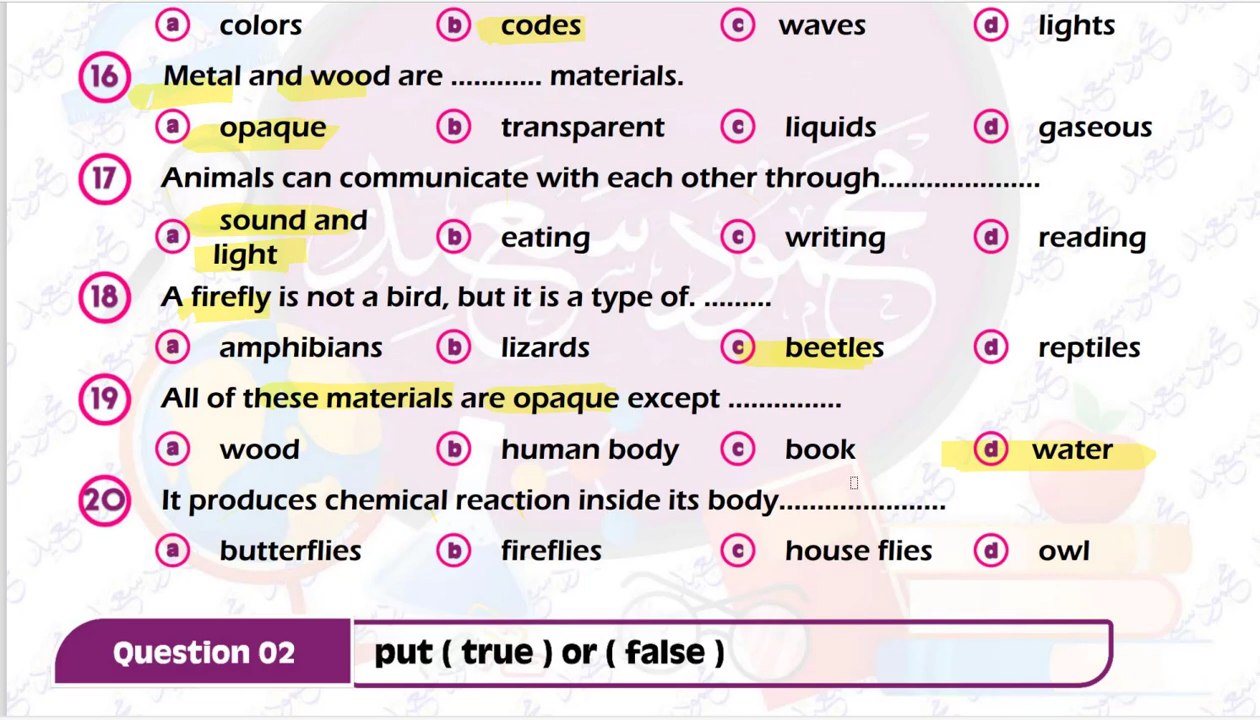 a colors b codes c waves d lights
16 Metal and wood are ............ materials.
a opaque b transparent c liquids d gaseous
17 Animals can communicate with each other through.....................
a sound and light b eating c writing d reading
18 A firefly is not a bird, but it is a type of. .........
a amphibians b lizards c beetles d reptiles
19 All of these materials are opaque except ...............
a wood b human body c book d water
20 It produces chemical reaction inside its body......................
a butterflies b fireflies c house flies d owl
Question 02 put ( true ) or ( false )
محمود سعيد